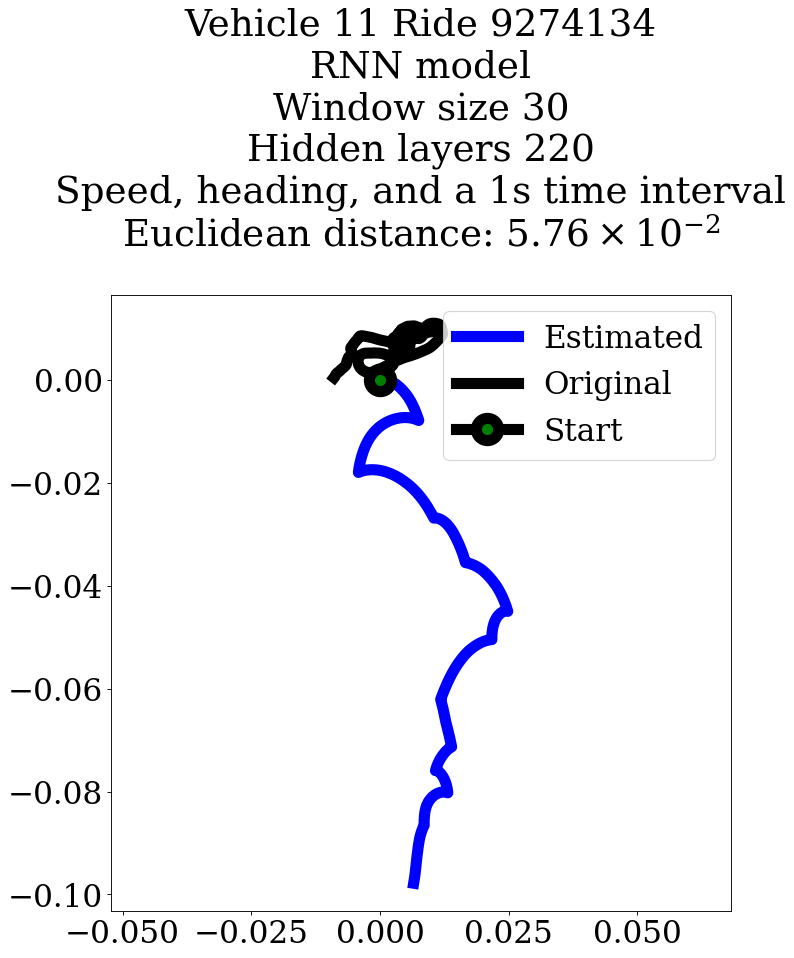 Vehicle 11 Ride 9274134
RNN model
Window size 30
Hidden layers 220
Speed, heading, and a 1s time interval
Euclidean distance: 5.76 × 10⁻²
Estimated
Original
Start
0.00
−0.02
−0.04
−0.06
−0.08
−0.10
−0.050 −0.025 0.000 0.025 0.050